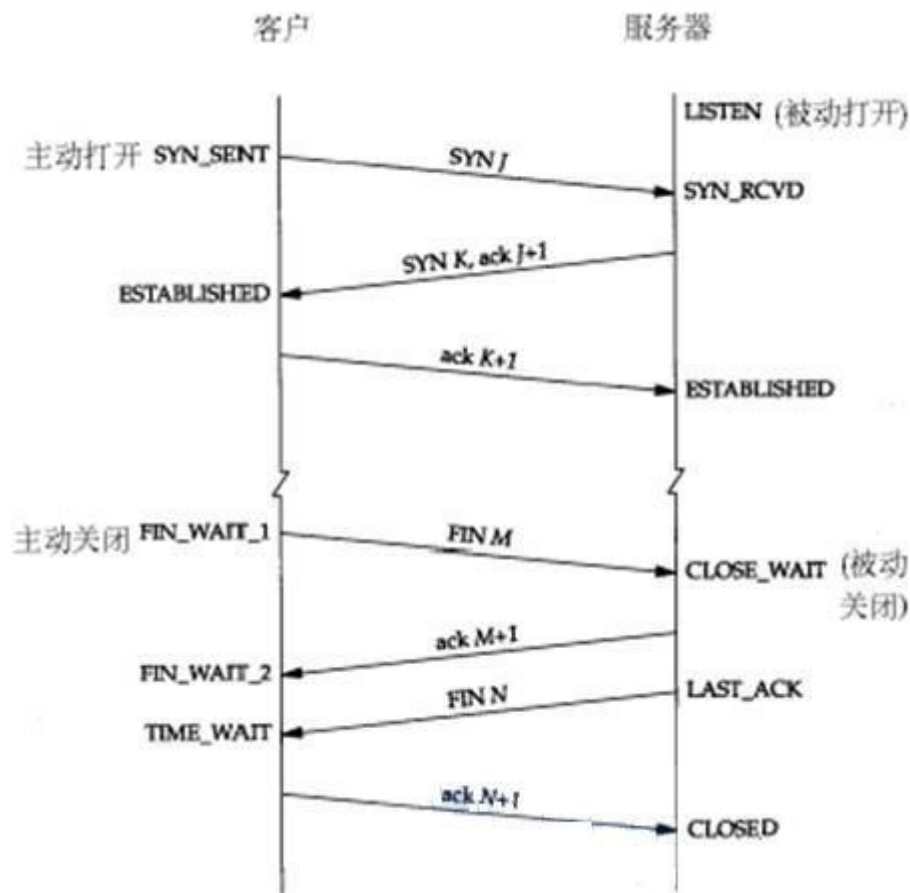 客户 服务器
LISTEN (被动打开)
主动打开 SYN_SENT
SYN J
SYN_RCVD
SYN K, ack J+1
ESTABLISHED
ack K+1
ESTABLISHED
主动关闭 FIN_WAIT_1
FIN M
CLOSE_WAIT (被动
关闭)
ack M+1
FIN_WAIT_2
FIN N
LAST_ACK
TIME_WAIT
ack N+1
CLOSED